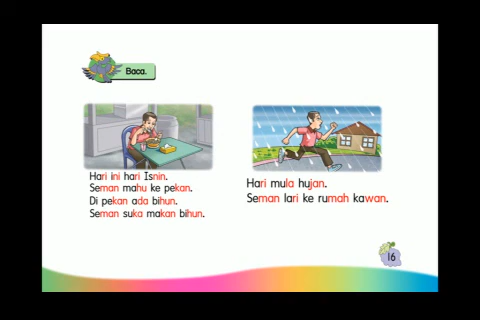 Baca.
Hari ini hari Isnin.
Seman mahu ke pekan.
Di pekan ada bihun.
Seman suka makan bihun.
Hari mula hujan.
Seman lari ke rumah kawan.
16